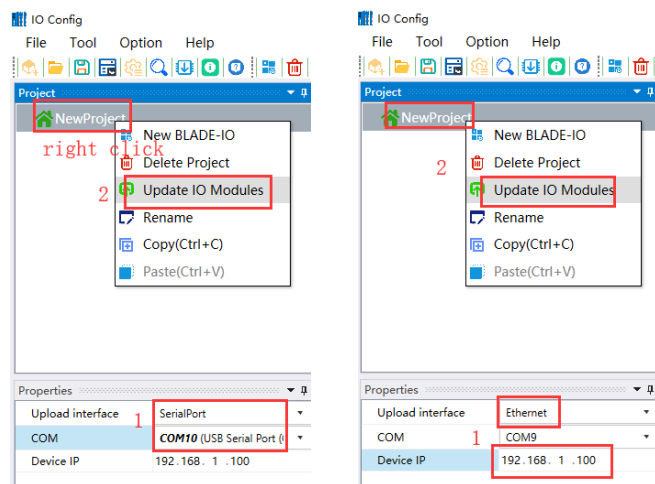 IO Config
File Tool Option Help
Project
NewProject
right click
New BLADE-IO
Delete Project
2
Update IO Modules
Rename
Copy(Ctrl+C)
Paste(Ctrl+V)
Properties
Upload interface SerialPort
1
COM COM10 (USB Serial Port (
Device IP 192.168. 1 .100
IO Config
File Tool Option Help
Project
NewProject
New BLADE-IO
2
Delete Project
Update IO Modules
Rename
Copy(Ctrl+C)
Paste(Ctrl+V)
Properties
Upload interface Ethernet
COM 1 COM9
Device IP 192.168. 1 .100